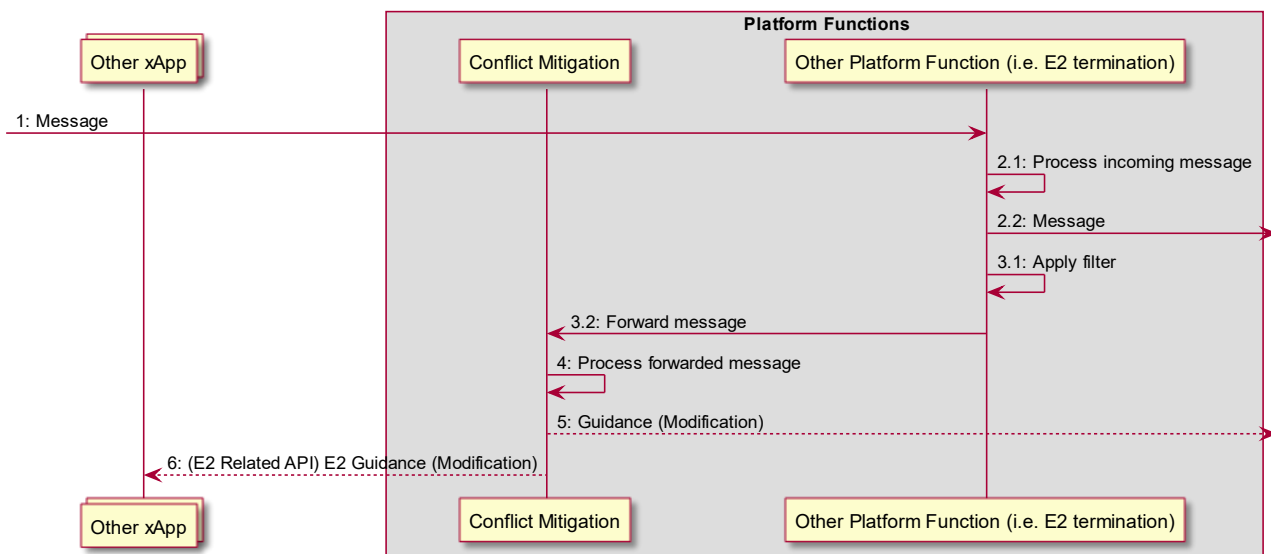 Platform Functions
Other xApp
Conflict Mitigation
Other Platform Function (i.e. E2 termination)
1: Message
2.1: Process incoming message
2.2: Message
3.1: Apply filter
3.2: Forward message
4: Process forwarded message
5: Guidance (Modification)
6: (E2 Related API) E2 Guidance (Modification)
Other xApp
Conflict Mitigation
Other Platform Function (i.e. E2 termination)